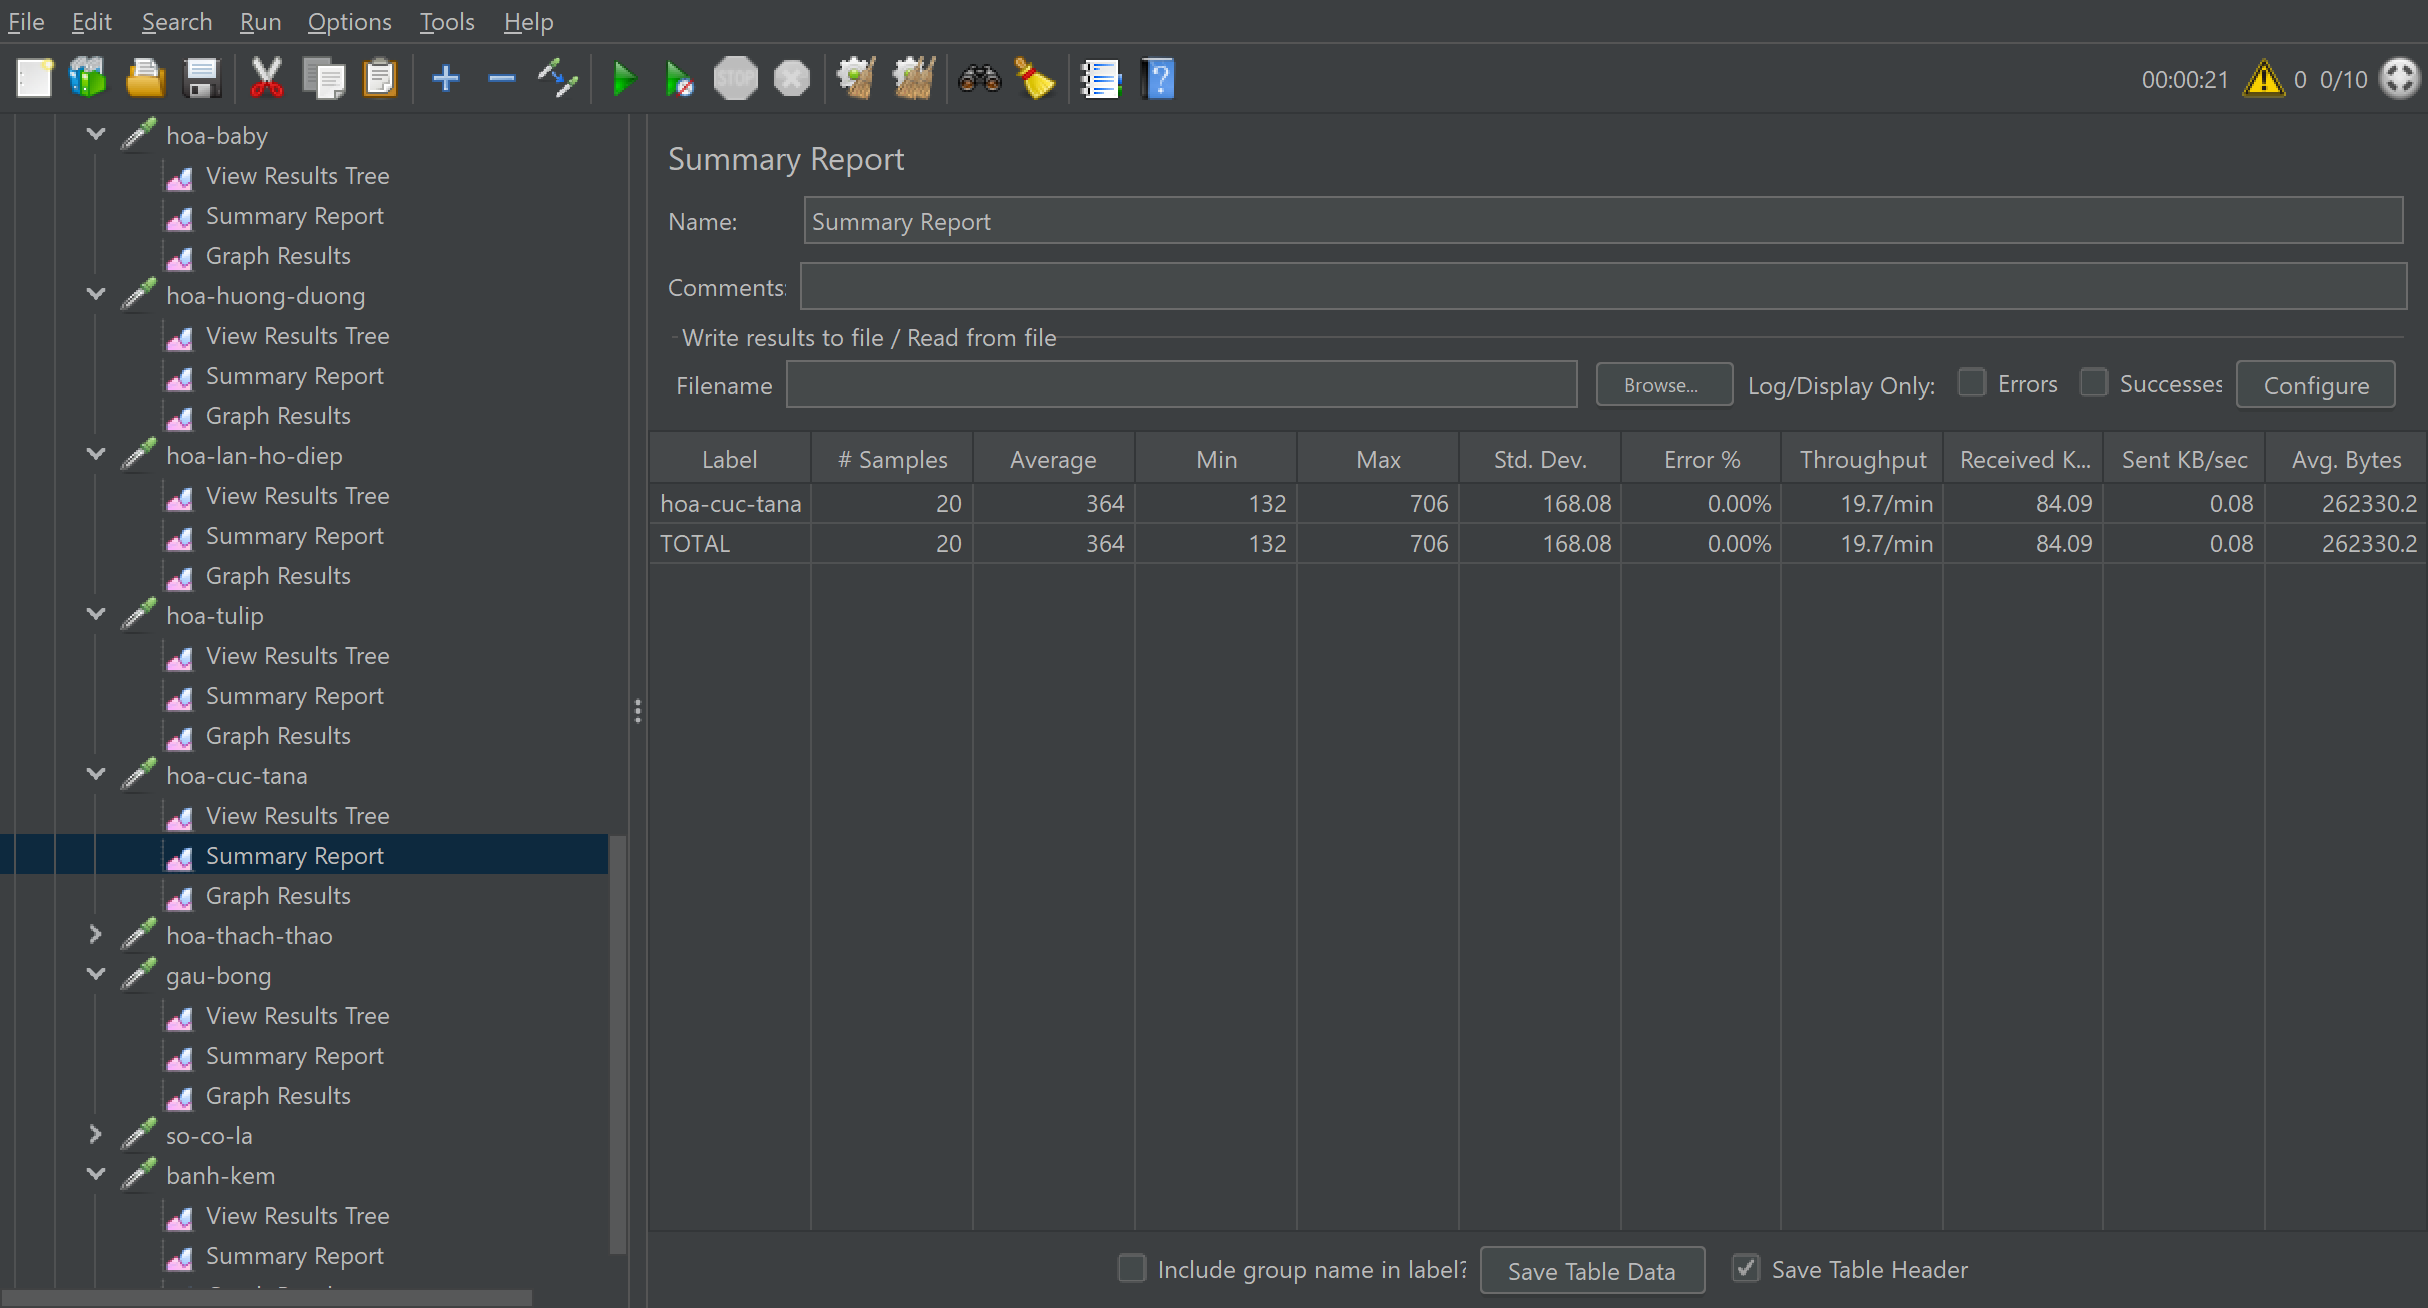 File Edit Search Run Options Tools Help
STOP
00:00:21 0 0/10
hoa-baby
View Results Tree
Summary Report
Graph Results
hoa-huong-duong
View Results Tree
Summary Report
Graph Results
hoa-lan-ho-diep
View Results Tree
Summary Report
Graph Results
hoa-tulip
View Results Tree
Summary Report
Graph Results
hoa-cuc-tana
View Results Tree
Summary Report
Graph Results
hoa-thach-thao
gau-bong
View Results Tree
Summary Report
Graph Results
so-co-la
banh-kem
View Results Tree
Summary Report
Summary Report
Name: Summary Report
Comments:
Write results to file / Read from file
Filename Browse... Log/Display Only: Errors Successes Configure
Label # Samples Average Min Max Std. Dev. Error % Throughput Received K... Sent KB/sec Avg. Bytes
hoa-cuc-tana 20 364 132 706 168.08 0.00% 19.7/min 84.09 0.08 262330.2
TOTAL 20 364 132 706 168.08 0.00% 19.7/min 84.09 0.08 262330.2
Include group name in label? Save Table Data Save Table Header